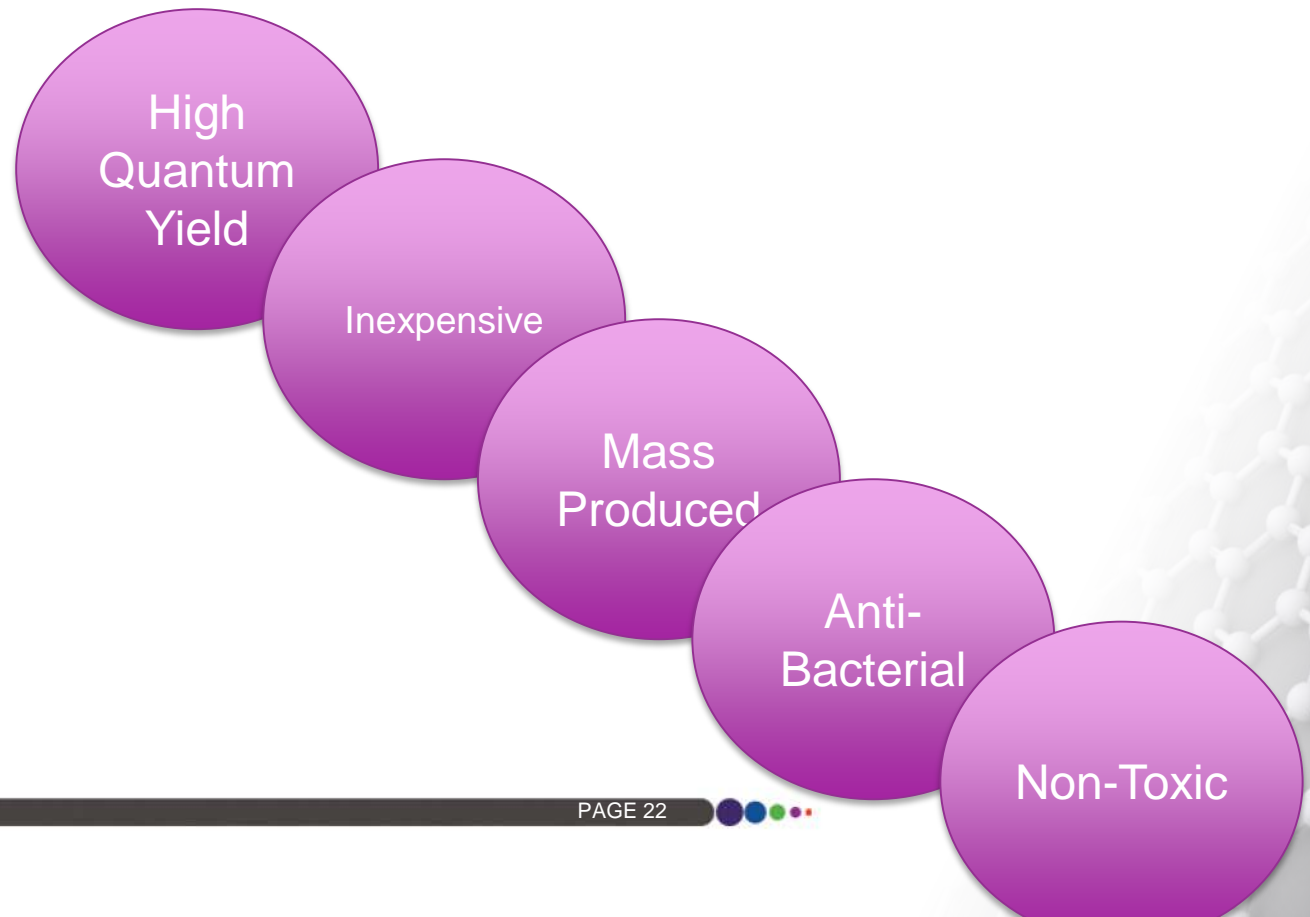 High
Quantum
Yield
Inexpensive
Mass
Produced
Anti-
Bacterial
Non-Toxic
PAGE 22